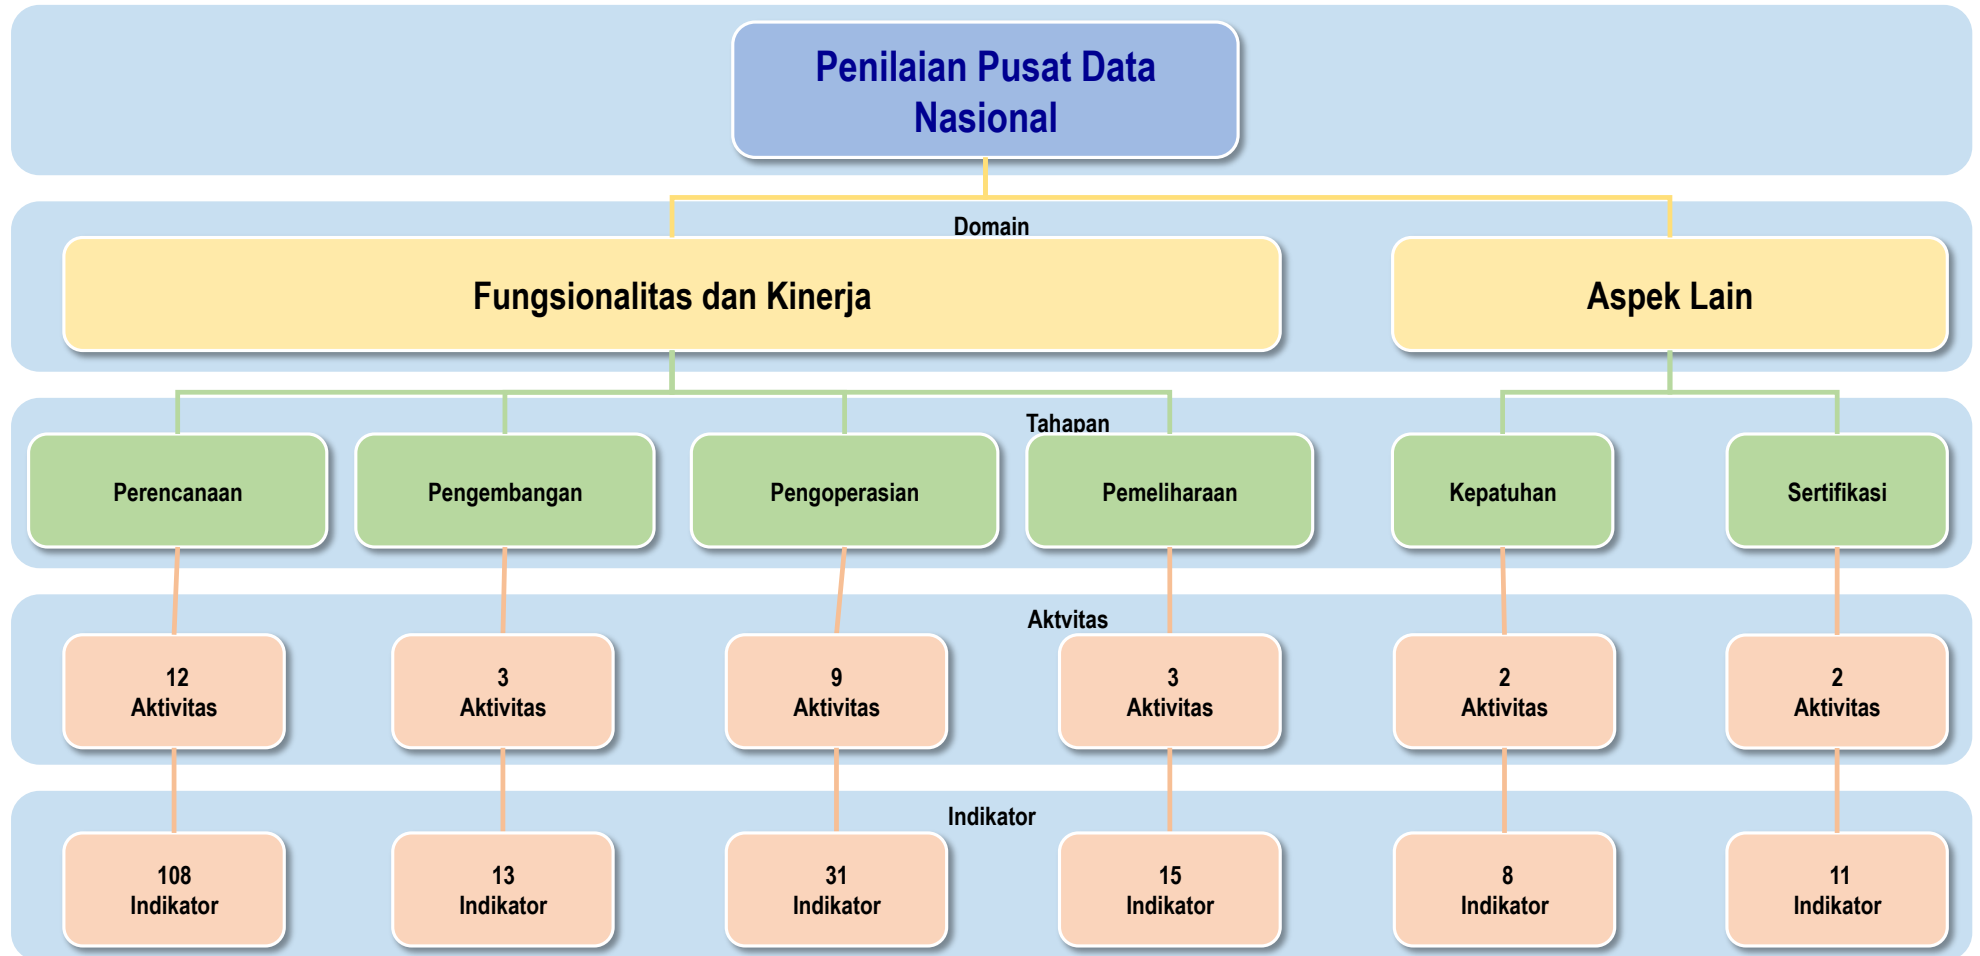 Penilaian Pusat Data
Nasional
Domain
Fungsionalitas dan Kinerja
Aspek Lain
Tahapan
Perencanaan
Pengembangan
Pengoperasian
Pemeliharaan
Kepatuhan
Sertifikasi
Aktvitas
12
Aktivitas
3
Aktivitas
9
Aktivitas
3
Aktivitas
2
Aktivitas
2
Aktivitas
Indikator
108
Indikator
13
Indikator
31
Indikator
15
Indikator
8
Indikator
11
Indikator